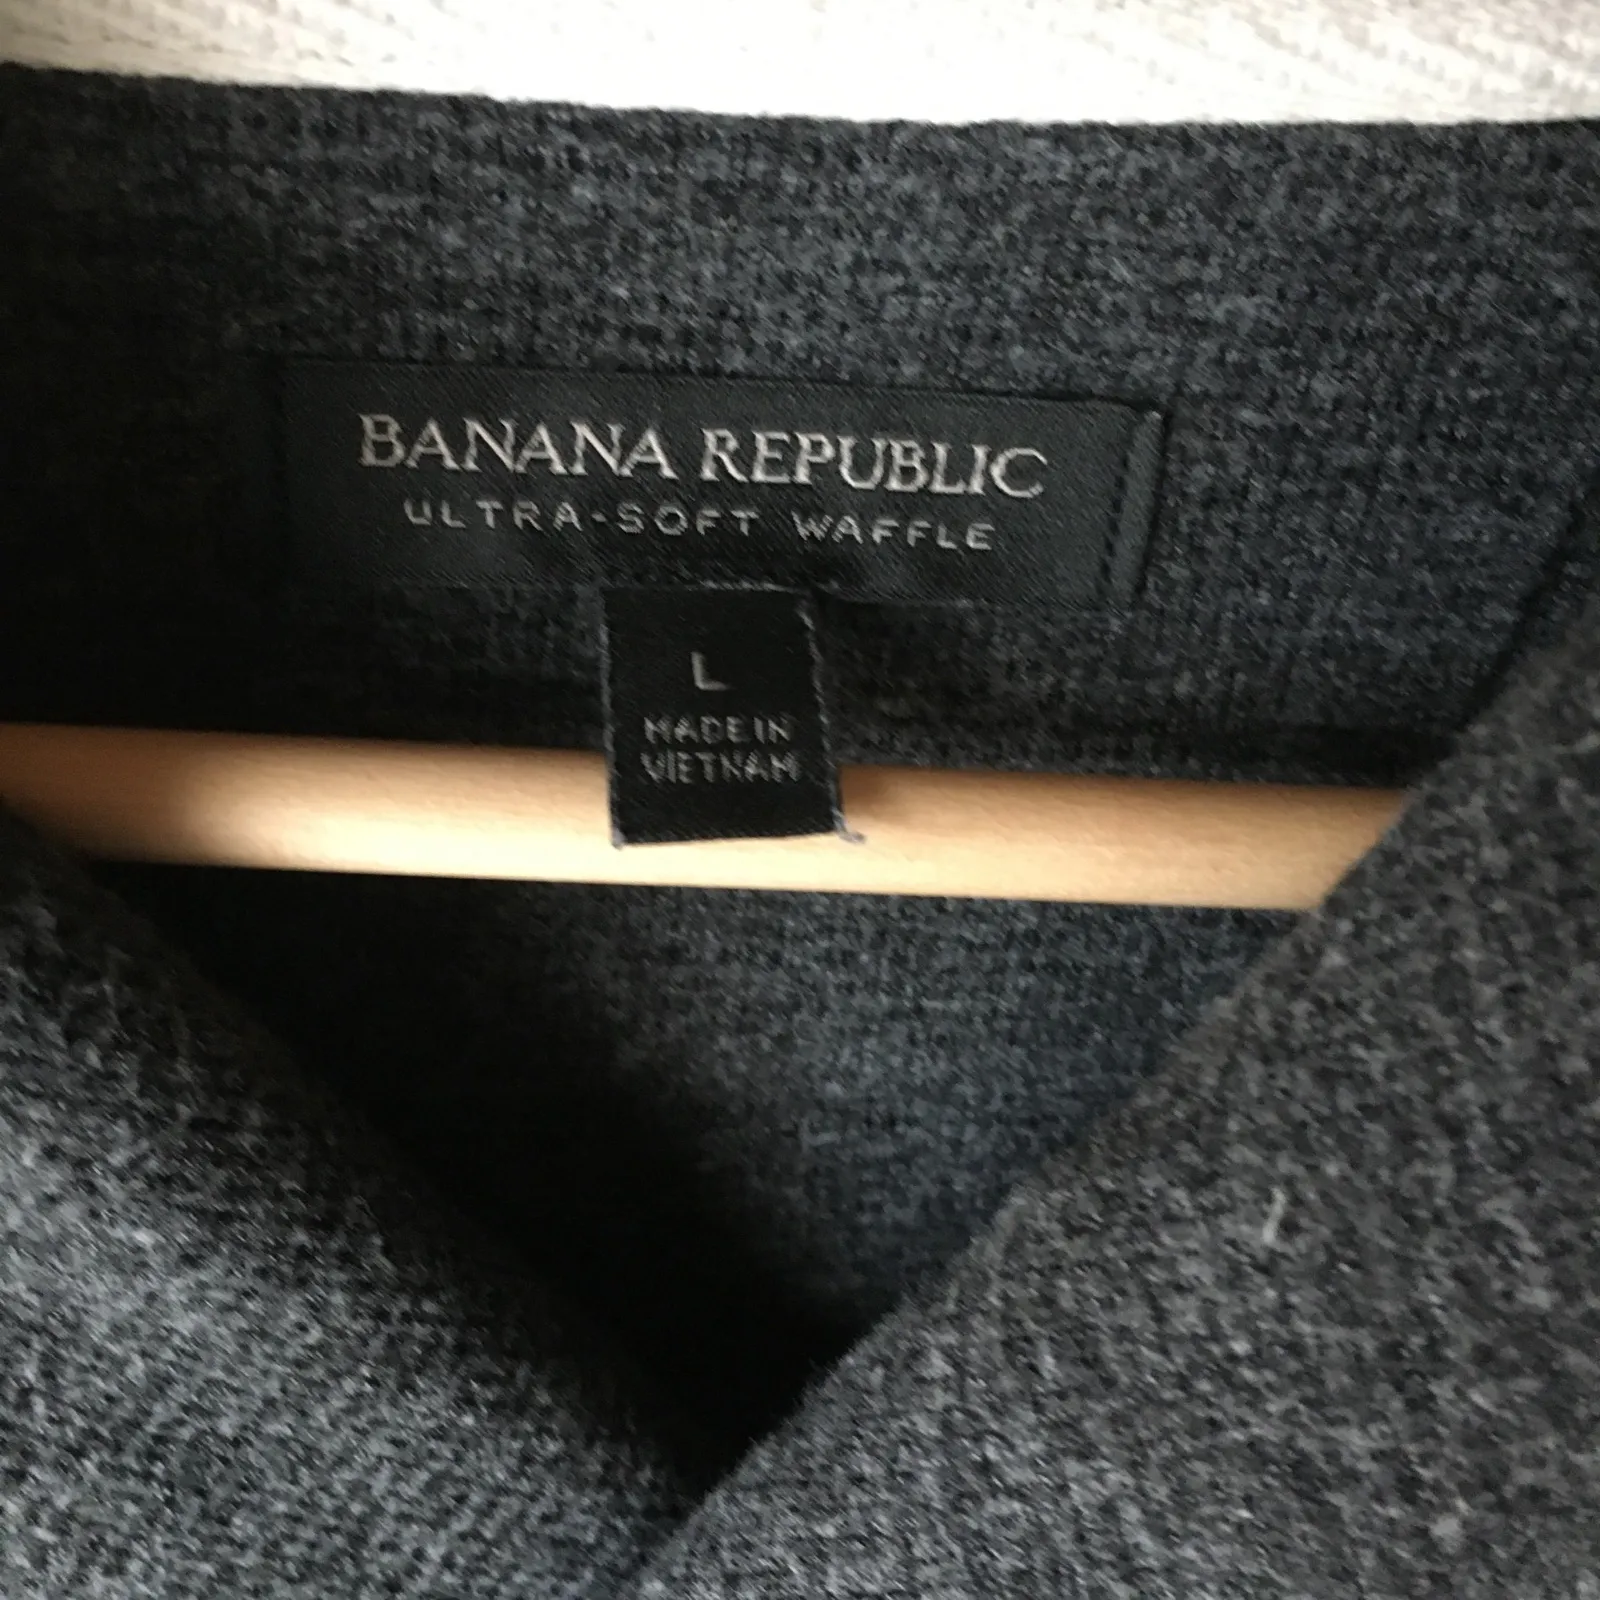 BANANA REPUBLIC
ULTRA-SOFT WAFFLE
L
MADE IN
VIETNAM